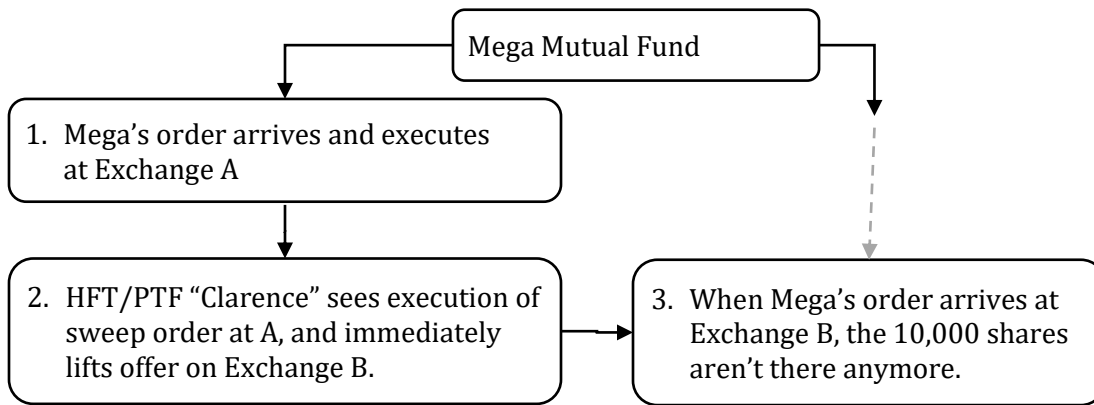 Mega Mutual Fund
1. Mega’s order arrives and executes
at Exchange A
2. HFT/PTF “Clarence” sees execution of
sweep order at A, and immediately
lifts offer on Exchange B.
3. When Mega’s order arrives at
Exchange B, the 10,000 shares
aren’t there anymore.